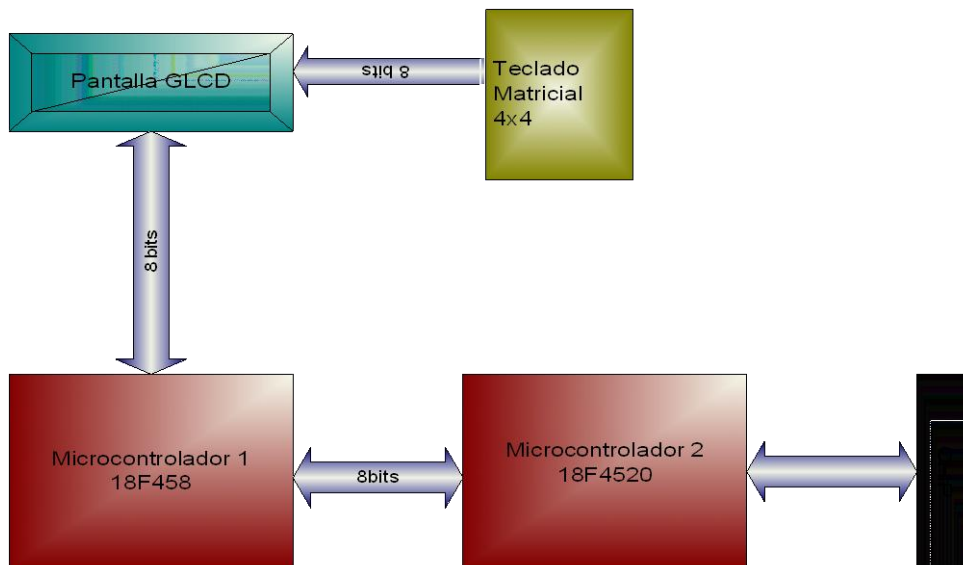 Pantalla GLCD
8 bits
Teclado
Matricial
4x4
8 bits
Microcontrolador 1
18F458
8bits
Microcontrolador 2
18F4520